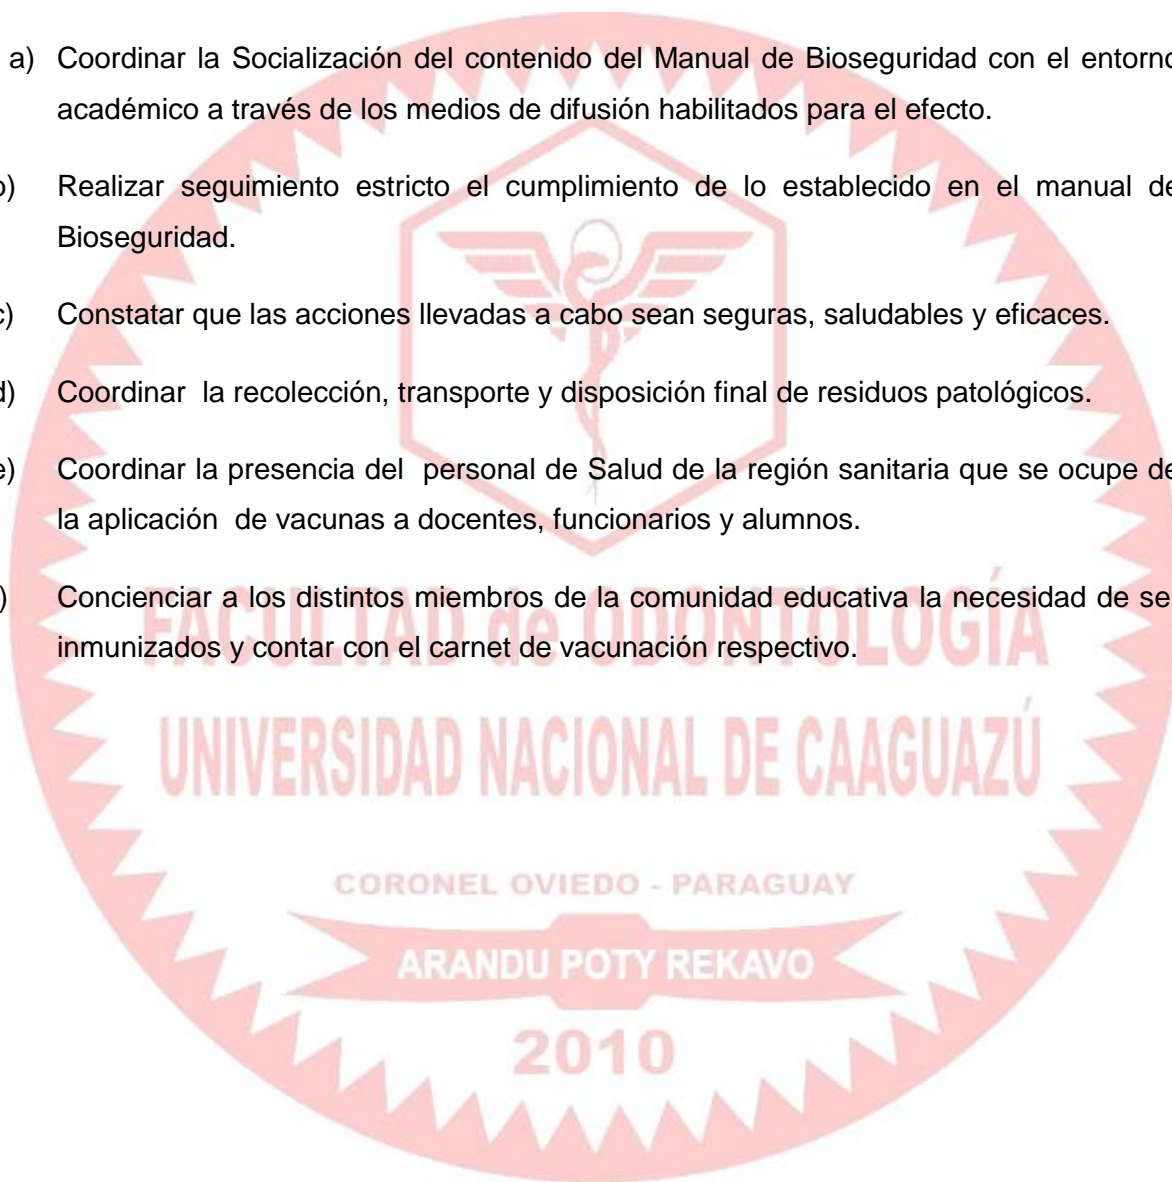 a) Coordinar la Socialización del contenido del Manual de Bioseguridad con el entorno
académico a través de los medios de difusión habilitados para el efecto.
) Realizar seguimiento estricto el cumplimiento de lo establecido en el manual de
Bioseguridad.
c) Constatar que las acciones llevadas a cabo sean seguras, saludables y eficaces.
d) Coordinar la recolección, transporte y disposición final de residuos patológicos.
e) Coordinar la presencia del personal de Salud de la región sanitaria que se ocupe de
la aplicación de vacunas a docentes, funcionarios y alumnos.
) Concienciar a los distintos miembros de la comunidad educativa la necesidad de se
inmunizados y contar con el carnet de vacunación respectivo.
FACULTAD de ODONTOLOGÍA
UNIVERSIDAD NACIONAL DE CAAGUAZÚ
CORONEL OVIEDO - PARAGUAY
ARANDU POTY REKAVO
2010